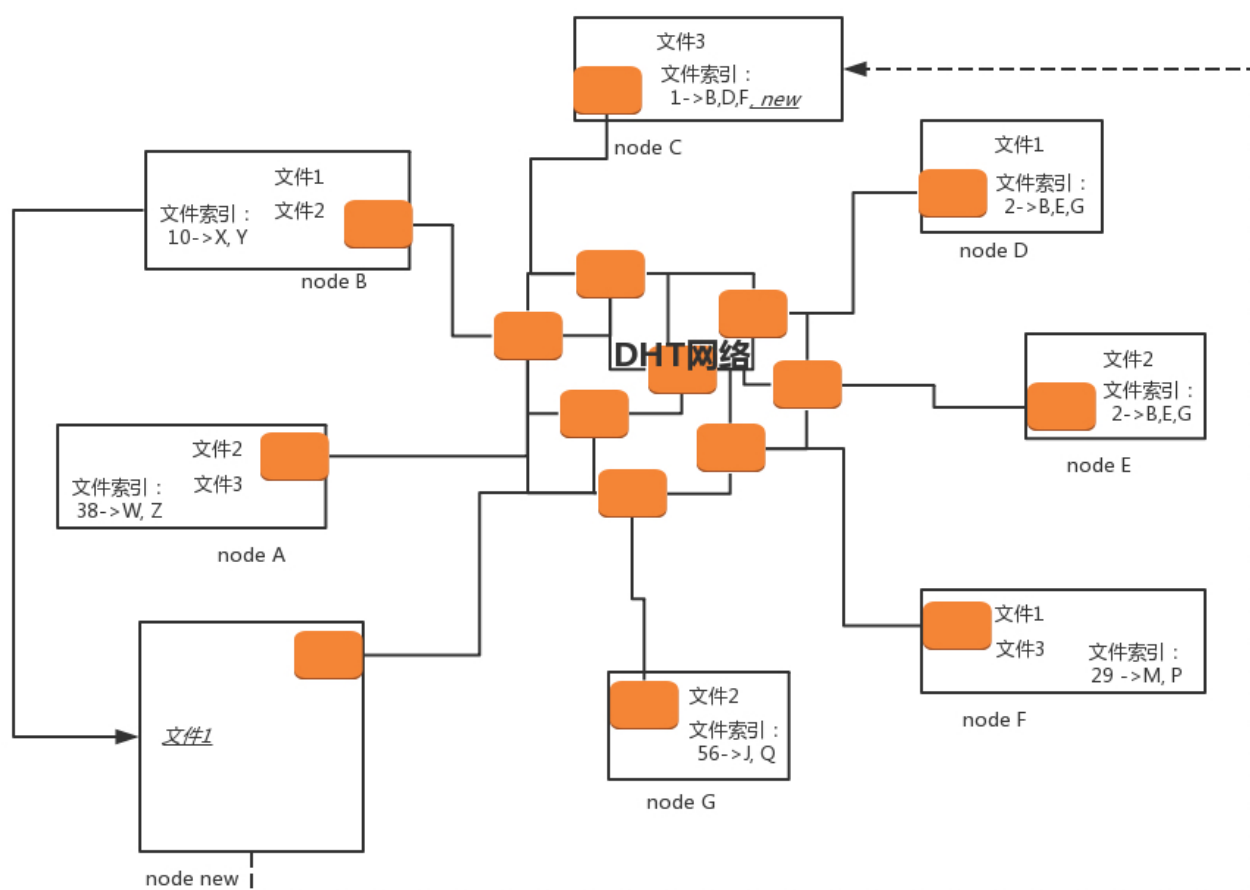 文件3
文件索引：
1->B,D,F, new
node C
文件1
文件索引：
2->B,E,G
node D
文件1
文件2
文件索引：
10->X, Y
node B
DHT网络
文件2
文件索引：
2->B,E,G
node E
文件2
文件3
文件索引：
38->W, Z
node A
文件1
文件3
文件索引：
29 ->M, P
node F
文件1
node new
文件2
文件索引：
56->J, Q
node G